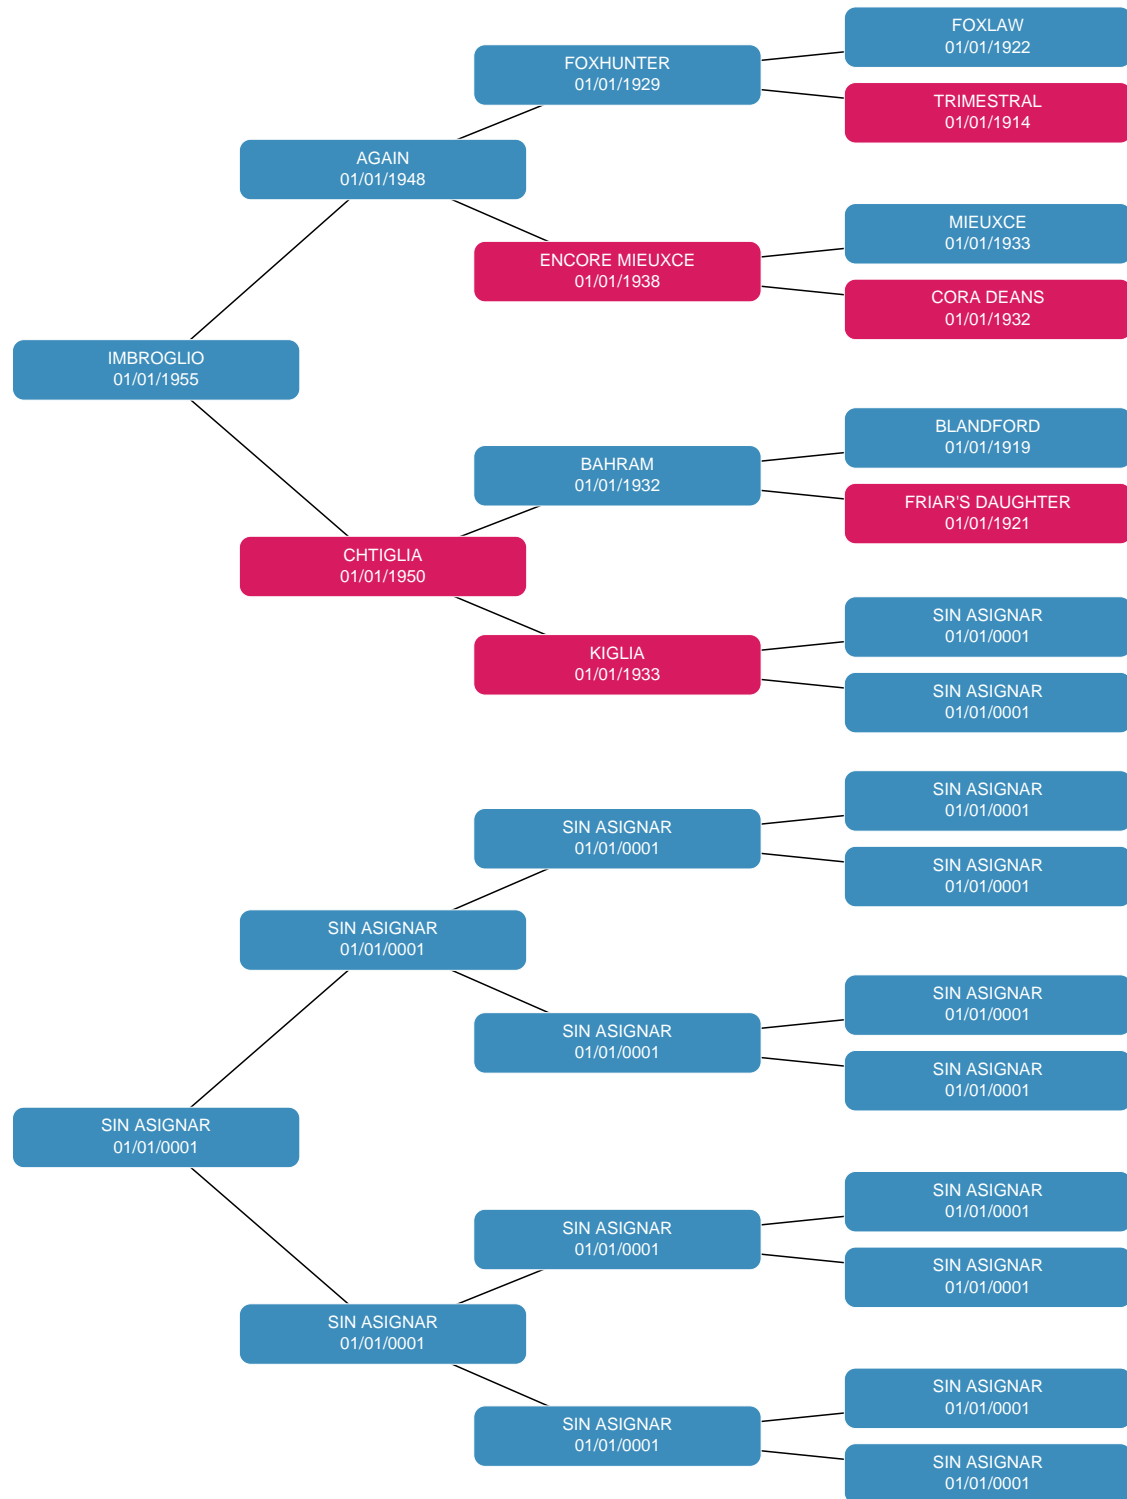 FOXLAW
01/01/1922
FOXHUNTER
01/01/1929
TRIMESTRAL
01/01/1914
AGAIN
01/01/1948
MIEUXCE
01/01/1933
ENCORE MIEUXCE
01/01/1938
CORA DEANS
01/01/1932
IMBROGLIO
01/01/1955
BLANDFORD
01/01/1919
BAHRAM
01/01/1932
FRIAR'S DAUGHTER
01/01/1921
CHTIGLIA
01/01/1950
SIN ASIGNAR
01/01/0001
KIGLIA
01/01/1933
SIN ASIGNAR
01/01/0001
SIN ASIGNAR
01/01/0001
SIN ASIGNAR
01/01/0001
SIN ASIGNAR
01/01/0001
SIN ASIGNAR
01/01/0001
SIN ASIGNAR
01/01/0001
SIN ASIGNAR
01/01/0001
SIN ASIGNAR
01/01/0001
SIN ASIGNAR
01/01/0001
SIN ASIGNAR
01/01/0001
SIN ASIGNAR
01/01/0001
SIN ASIGNAR
01/01/0001
SIN ASIGNAR
01/01/0001
SIN ASIGNAR
01/01/0001
SIN ASIGNAR
01/01/0001
SIN ASIGNAR
01/01/0001